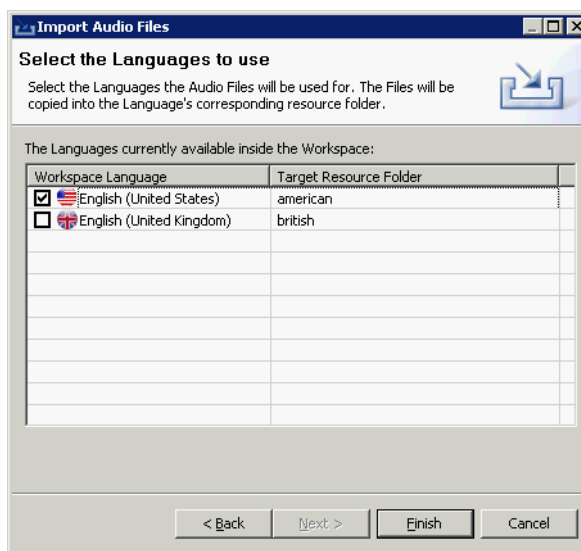 Import Audio Files
Select the Languages to use
Select the Languages the Audio Files will be used for. The Files will be
copied into the Language's corresponding resource folder.
The Languages currently available inside the Workspace:
Workspace Language Target Resource Folder
English (United States) american
English (United Kingdom) british
< Back Next > Finish Cancel